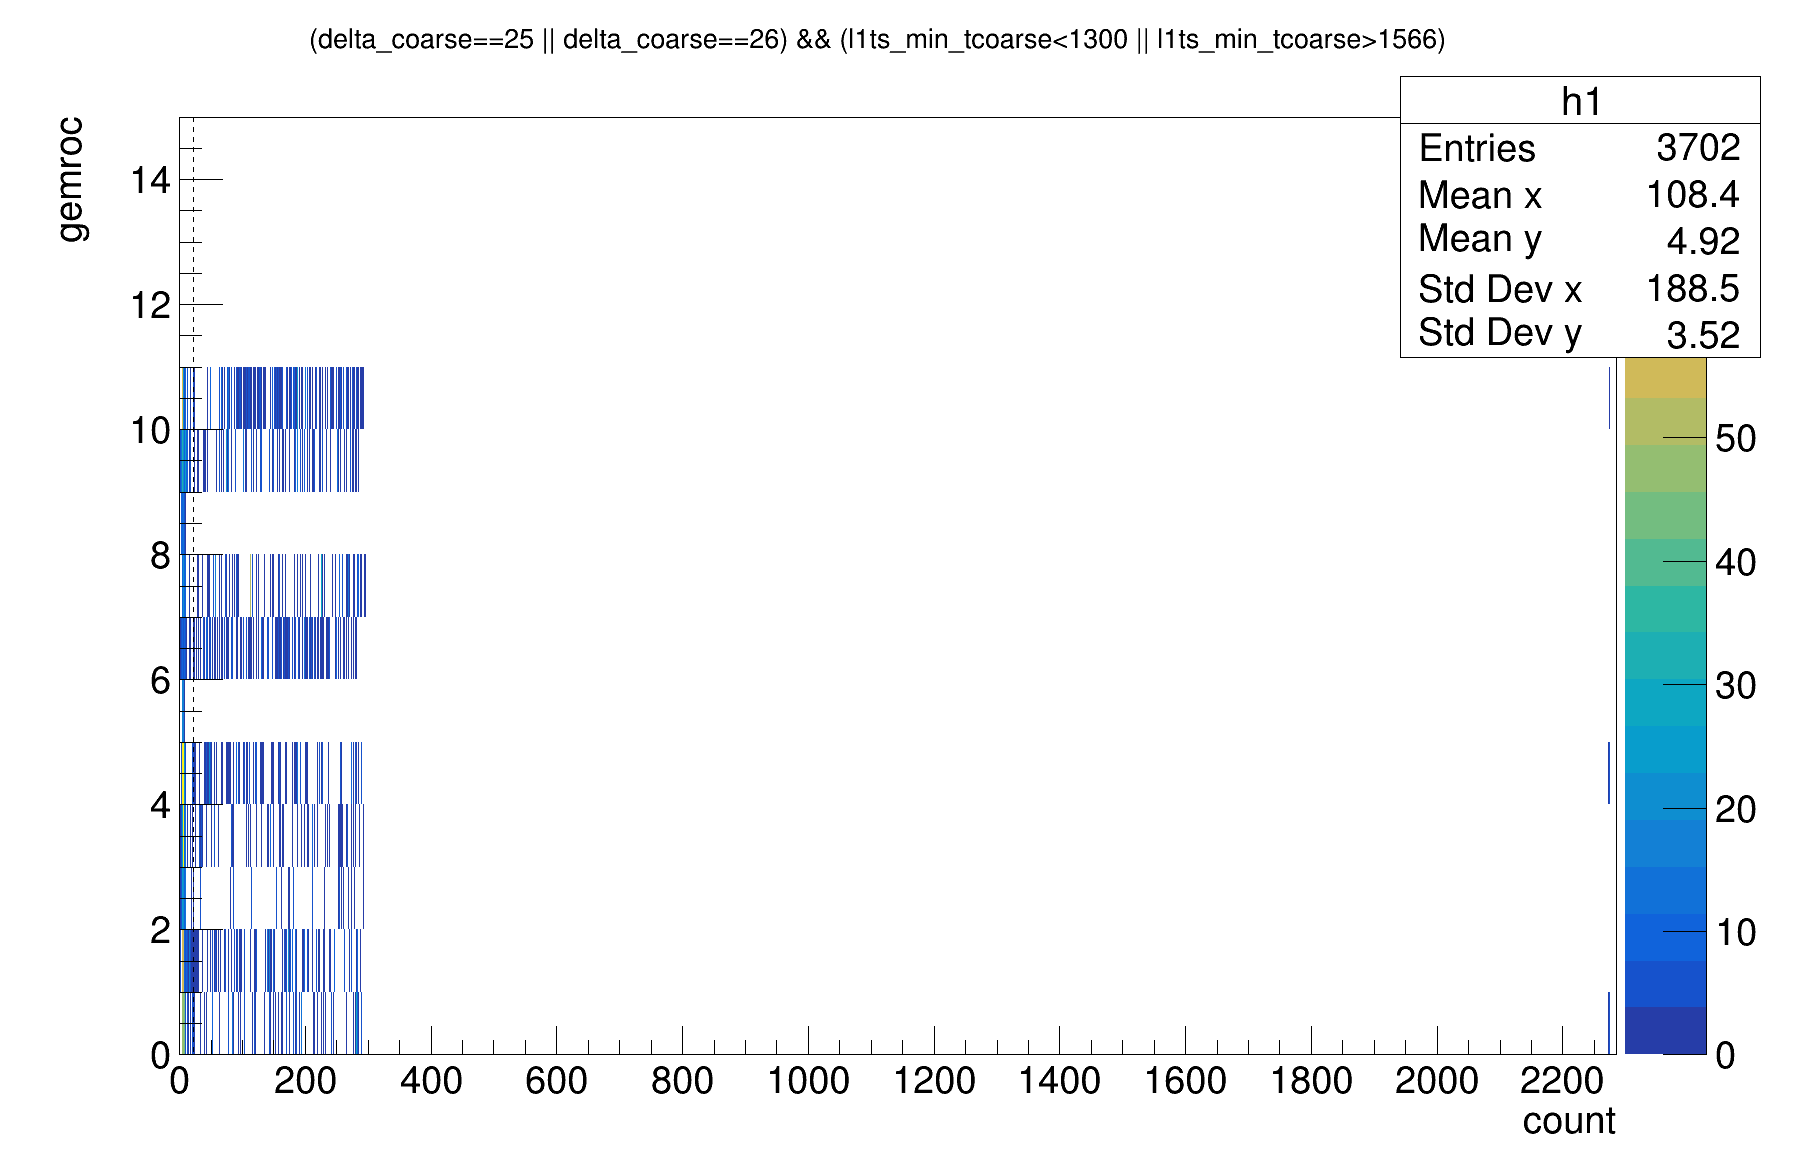 (delta_coarse==25 || delta_coarse==26) && (l1ts_min_tcoarse<1300 || l1ts_min_tcoarse>1566)
h1
Entries 3702
Mean x 108.4
Mean y 4.92
Std Dev x 188.5
Std Dev y 3.52
gemroc
14
12
10
8
6
4
2
0
50
40
30
20
10
0
0 200 400 600 800 1000 1200 1400 1600 1800 2000 2200
count